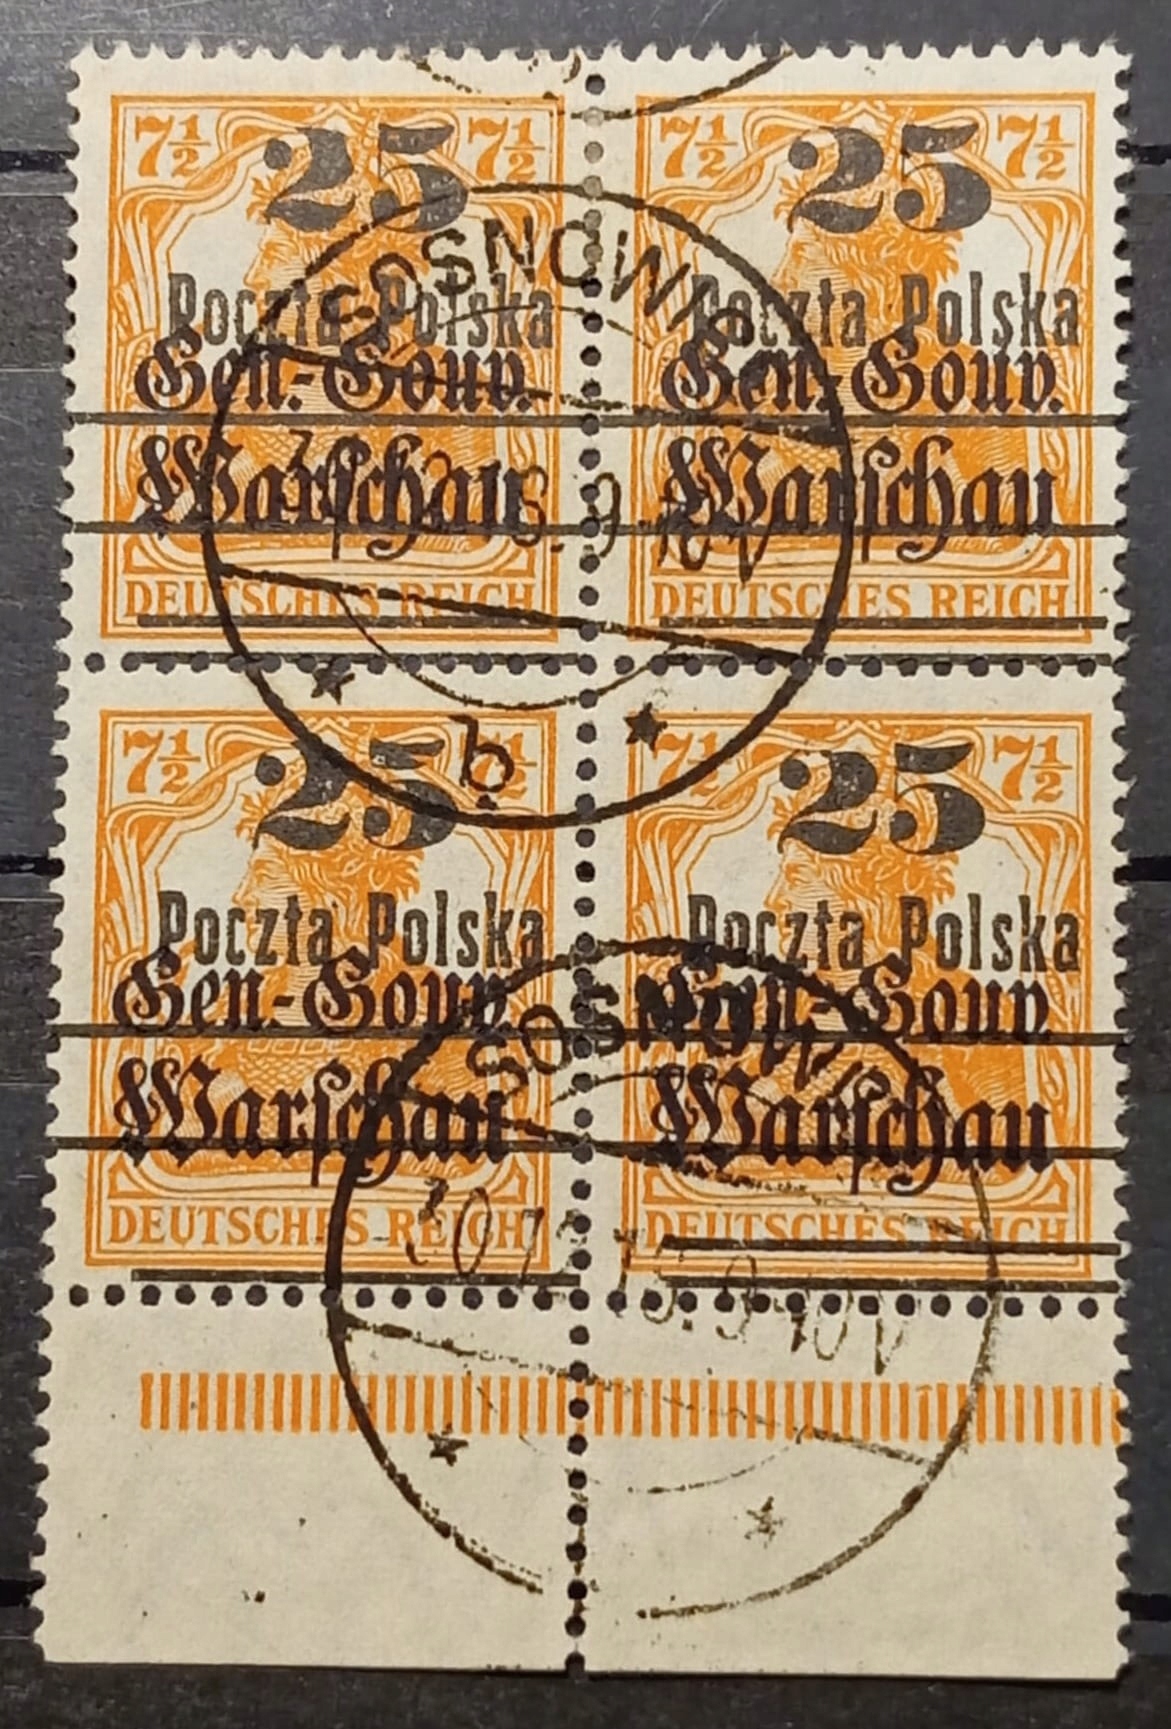 7½ 25 7½
Poczta Polska
Gen.-Gouv.
Warschau
DEUTSCHES REICH
7½ 25 7½
Poczta Polska
Gen.-Gouv.
Warschau
DEUTSCHES REICH
SOSNOWIEC
b
7½ 25 7½
Poczta Polska
Gen.-Gouv.
Warschau
DEUTSCHES REICH
7½ 25 7½
Poczta Polska
Gen.-Gouv.
Warschau
DEUTSCHES REICH